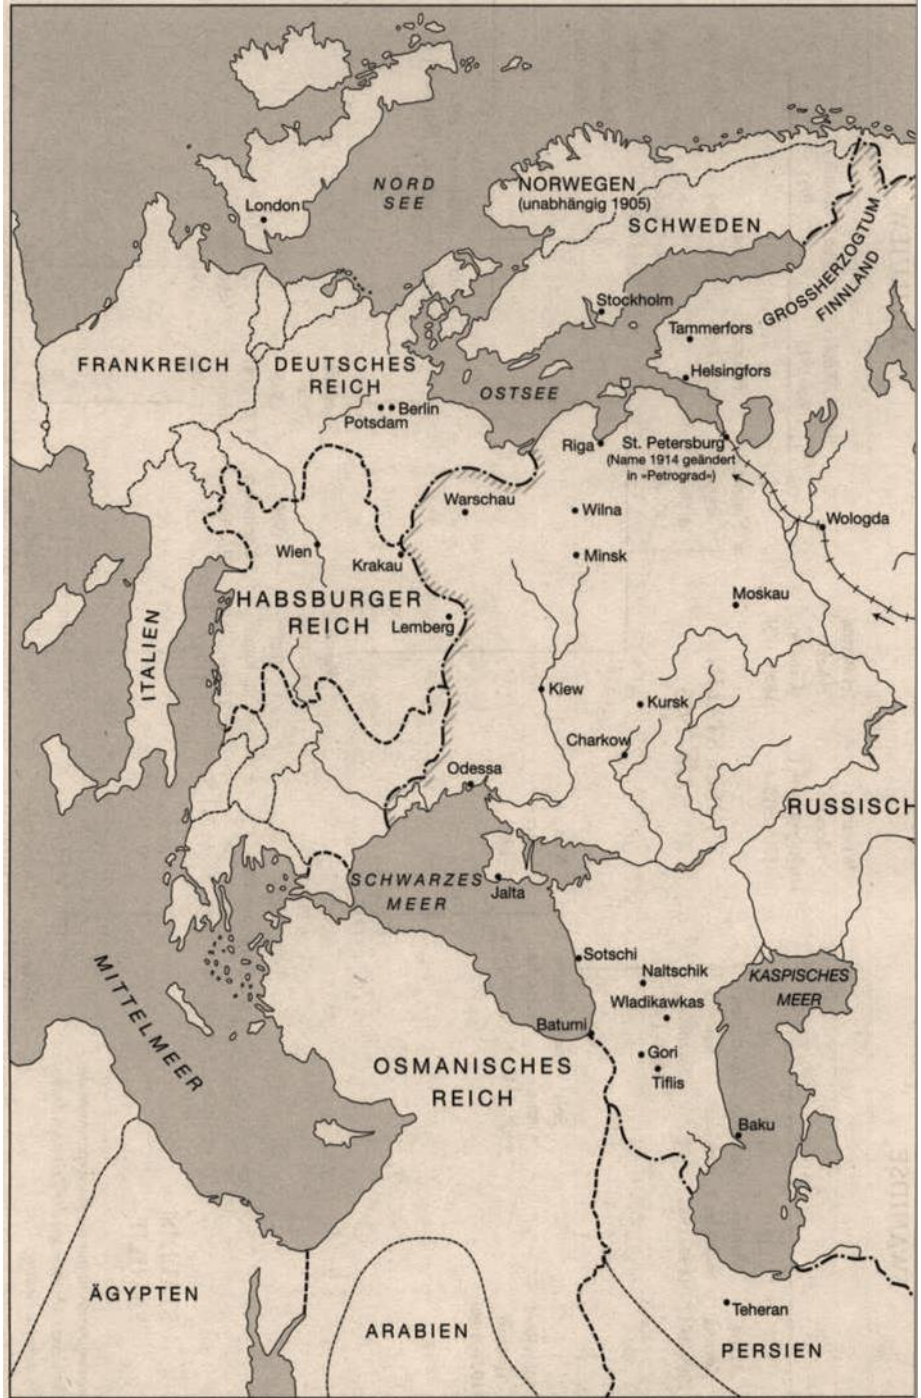 NORD
SEE
London
NORWEGEN
(unabhängig 1905)
SCHWEDEN
GROSSHERZOGTUM
FINNLAND
Stockholm
Tammerfors
Helsingfors
FRANKREICH
DEUTSCHES
REICH
OSTSEE
Berlin
Potsdam
Riga
St. Petersburg
(Name 1914 geändert
in »Petrograd«)
Warschau
Wilna
Wologda
Wien
Krakau
Minsk
HABSBURGER
REICH
Lemberg
Moskau
ITALIEN
Kiew
Kursk
Charkow
Odessa
RUSSISCH
SCHWARZES
MEER
Jalta
Sotschi
Naltschik
Wladikawkas
KASPISCHES
MEER
MITTELMEER
Batumi
Gori
Tiflis
OSMANISCHES
REICH
Baku
ÄGYPTEN
ARABIEN
Teheran
PERSIEN